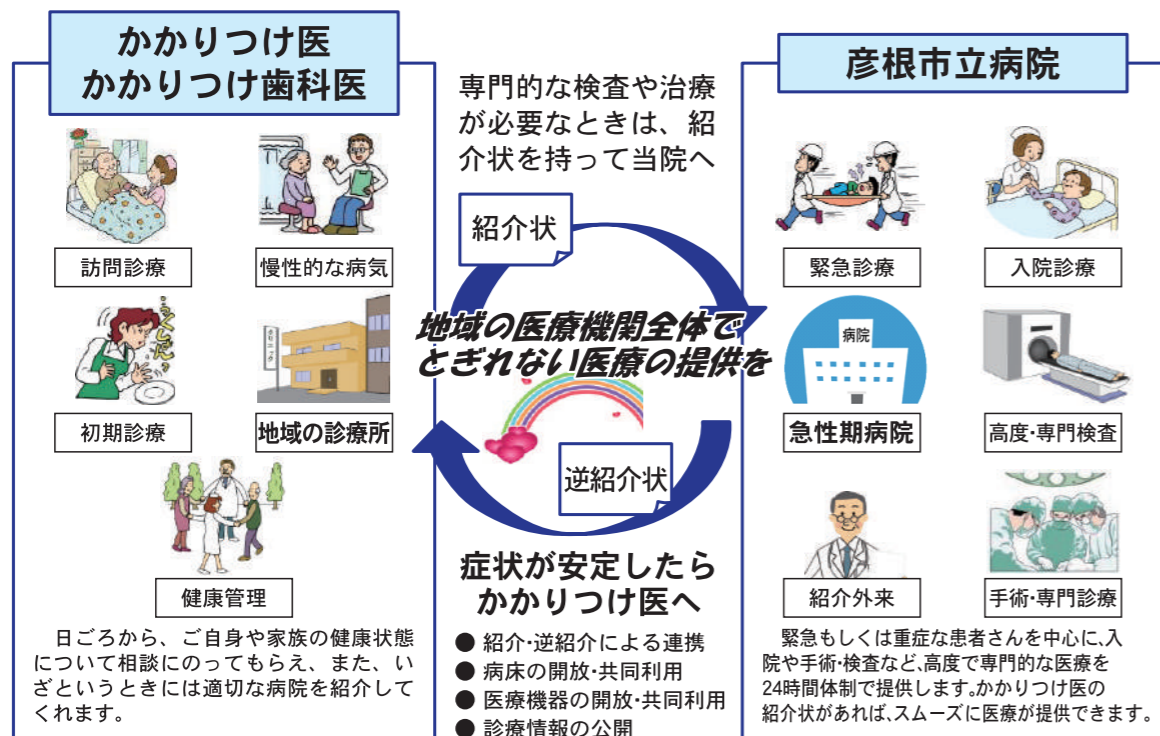 かかりつけ医
かかりつけ歯科医
訪問診療
慢性的な病気
初期診療
クリニック
地域の診療所
健康管理
日ごろから、ご自身や家族の健康状態
について相談にのってもらえ、また、い
ざというときには適切な病院を紹介して
くれます。
専門的な検査や治療
が必要なときは、紹
介状を持って当院へ
紹介状
地域の医療機関全体で
とぎれない医療の提供を
逆紹介状
症状が安定したら
かかりつけ医へ
● 紹介・逆紹介による連携
● 病床の開放・共同利用
● 医療機器の開放・共同利用
● 診療情報の公開
彦根市立病院
緊急診療
入院診療
病院
急性期病院
高度・専門検査
紹介外来
手術・専門診療
緊急もしくは重症な患者さんを中心に、入
院や手術・検査など、高度で専門的な医療を
24時間体制で提供します。かかりつけ医の
紹介状があれば、スムーズに医療が提供できます。